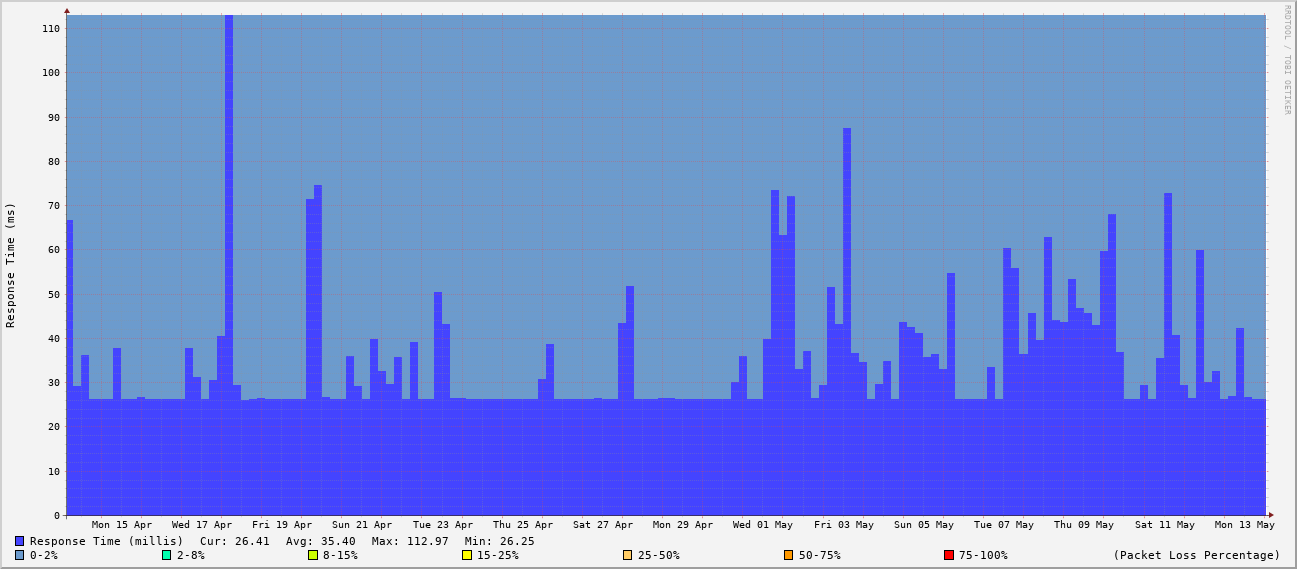 RRDTOOL / TOBI OETIKER
Response Time (ms)
110
100
90
80
70
60
50
40
30
20
10
0
Mon 15 Apr Wed 17 Apr Fri 19 Apr Sun 21 Apr Tue 23 Apr Thu 25 Apr Sat 27 Apr Mon 29 Apr Wed 01 May Fri 03 May Sun 05 May Tue 07 May Thu 09 May Sat 11 May Mon 13 May
Response Time (millis) Cur: 26.41 Avg: 35.40 Max: 112.97 Min: 26.25
0-2% 2-8% 8-15% 15-25% 25-50% 50-75% 75-100% (Packet Loss Percentage)